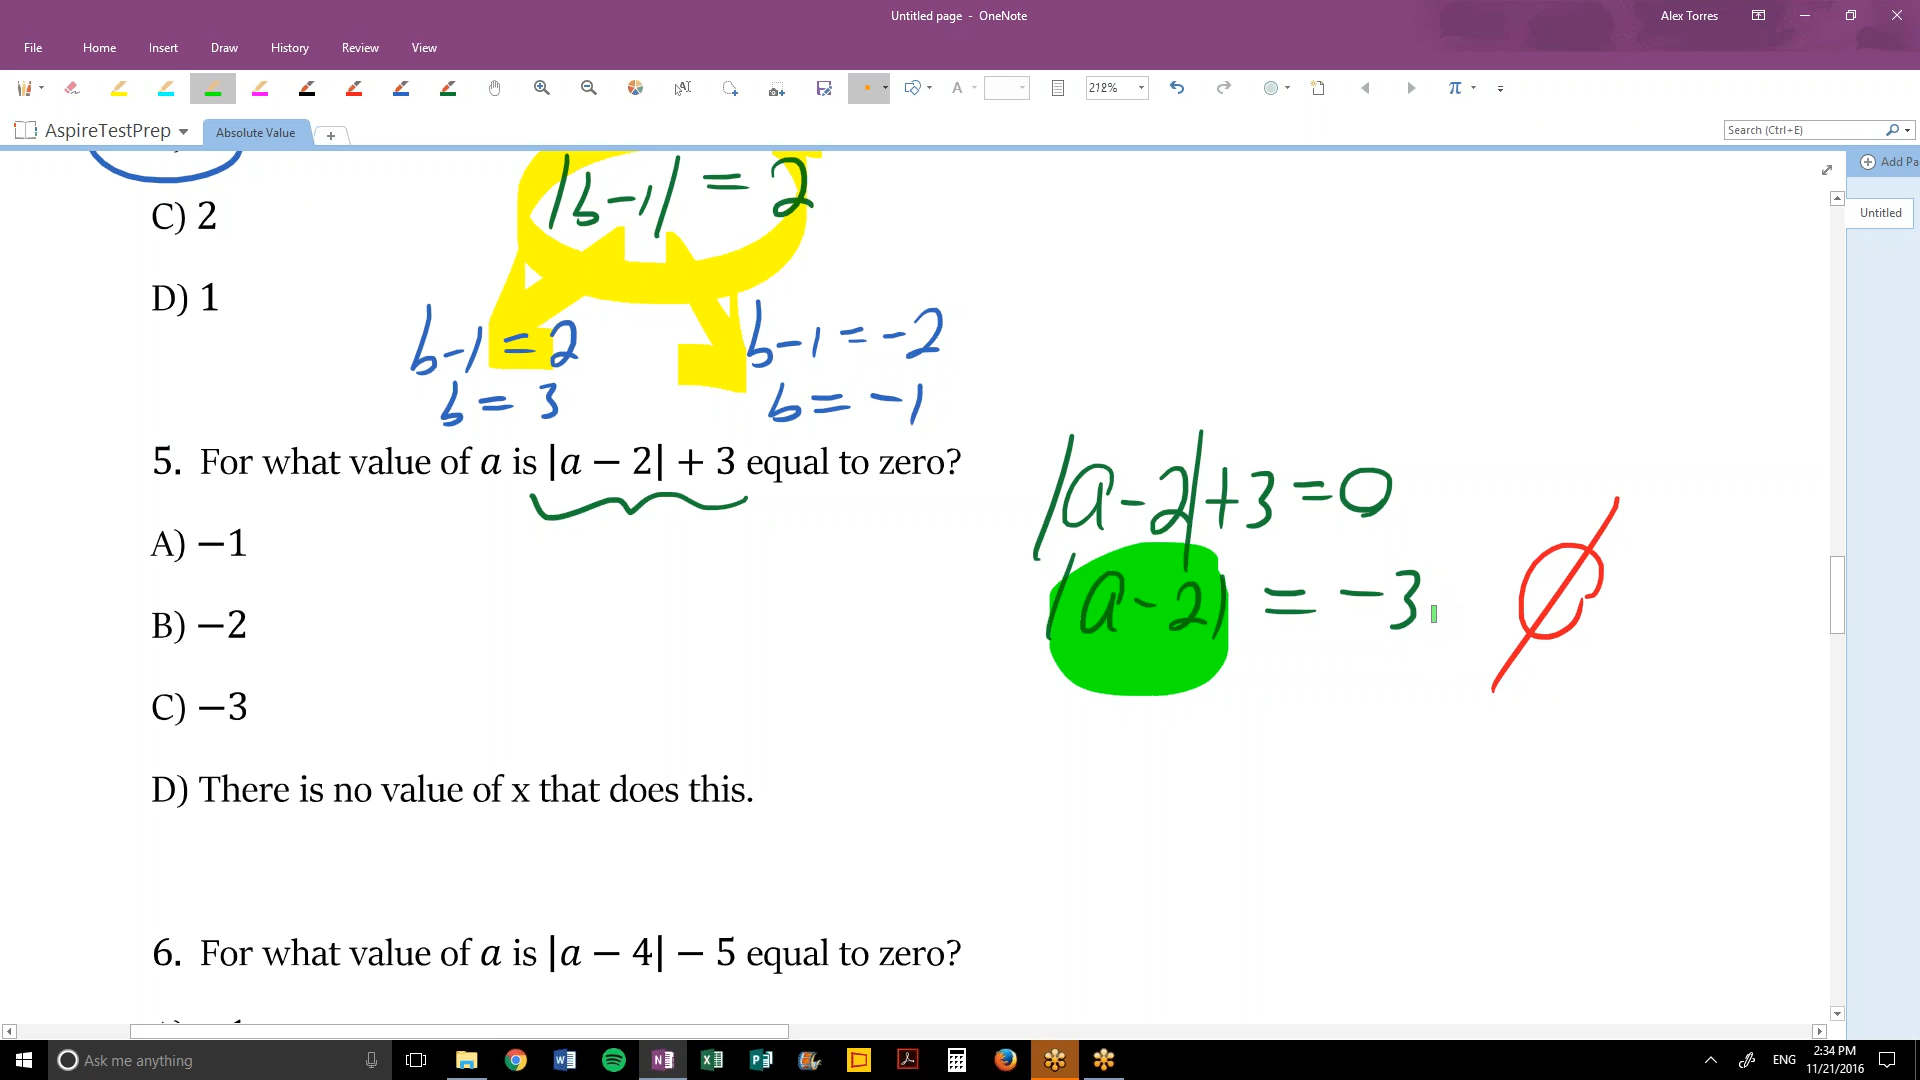 Untitled page - OneNote
Alex Torres
File Home Insert Draw History Review View
212%
AspireTestPrep
Absolute Value
Search (Ctrl+E)
Add Pa
Untitled
|b-1| = 2
C) 2
D) 1
b-1 = 2
b-1 = -2
b = 3
b = -1
5. For what value of a is |a − 2| + 3 equal to zero?
|a-2|+3=0
A) −1
|a-2| = -3
∅
B) −2
C) −3
D) There is no value of x that does this.
6. For what value of a is |a − 4| − 5 equal to zero?
Ask me anything
ENG
2:34 PM
11/21/2016